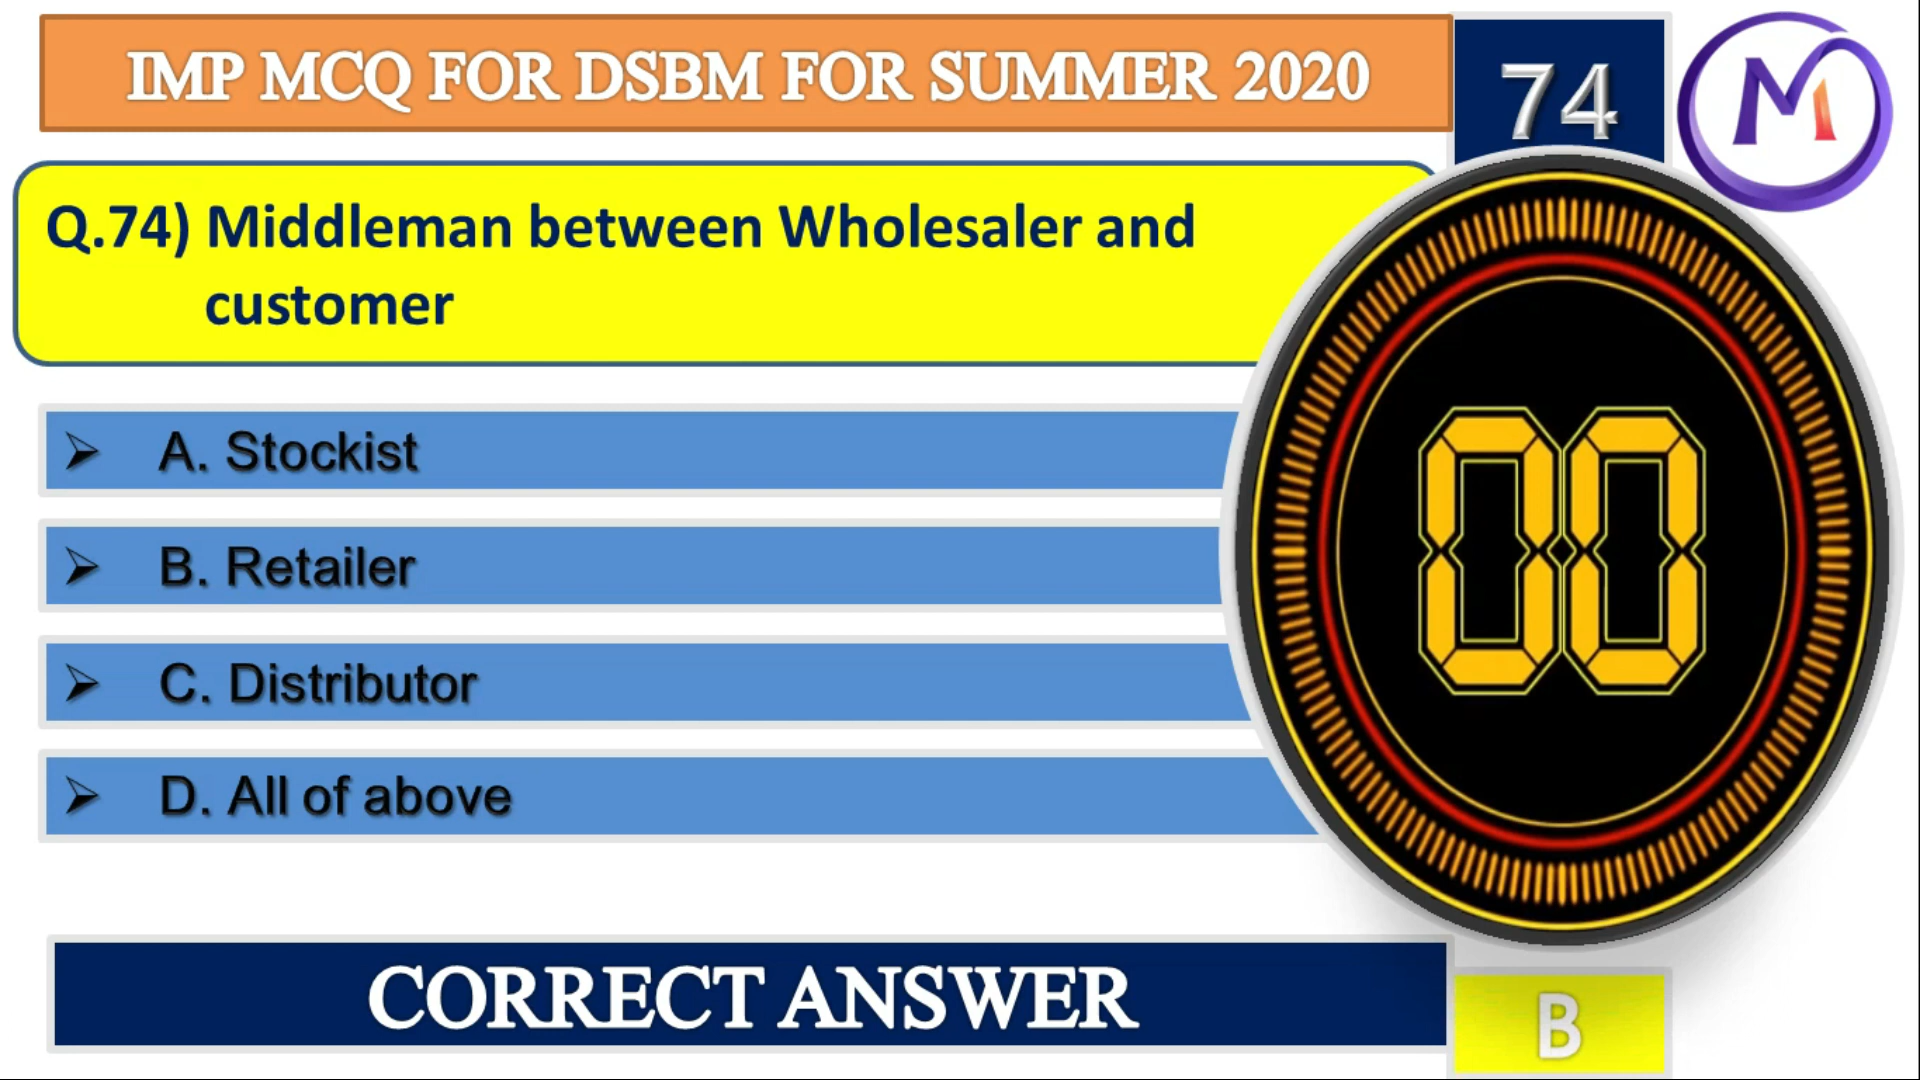 IMP MCQ FOR DSBM FOR SUMMER 2020
74
M
Q.74) Middleman between Wholesaler and
customer
A. Stockist
B. Retailer
C. Distributor
D. All of above
00
CORRECT ANSWER
B